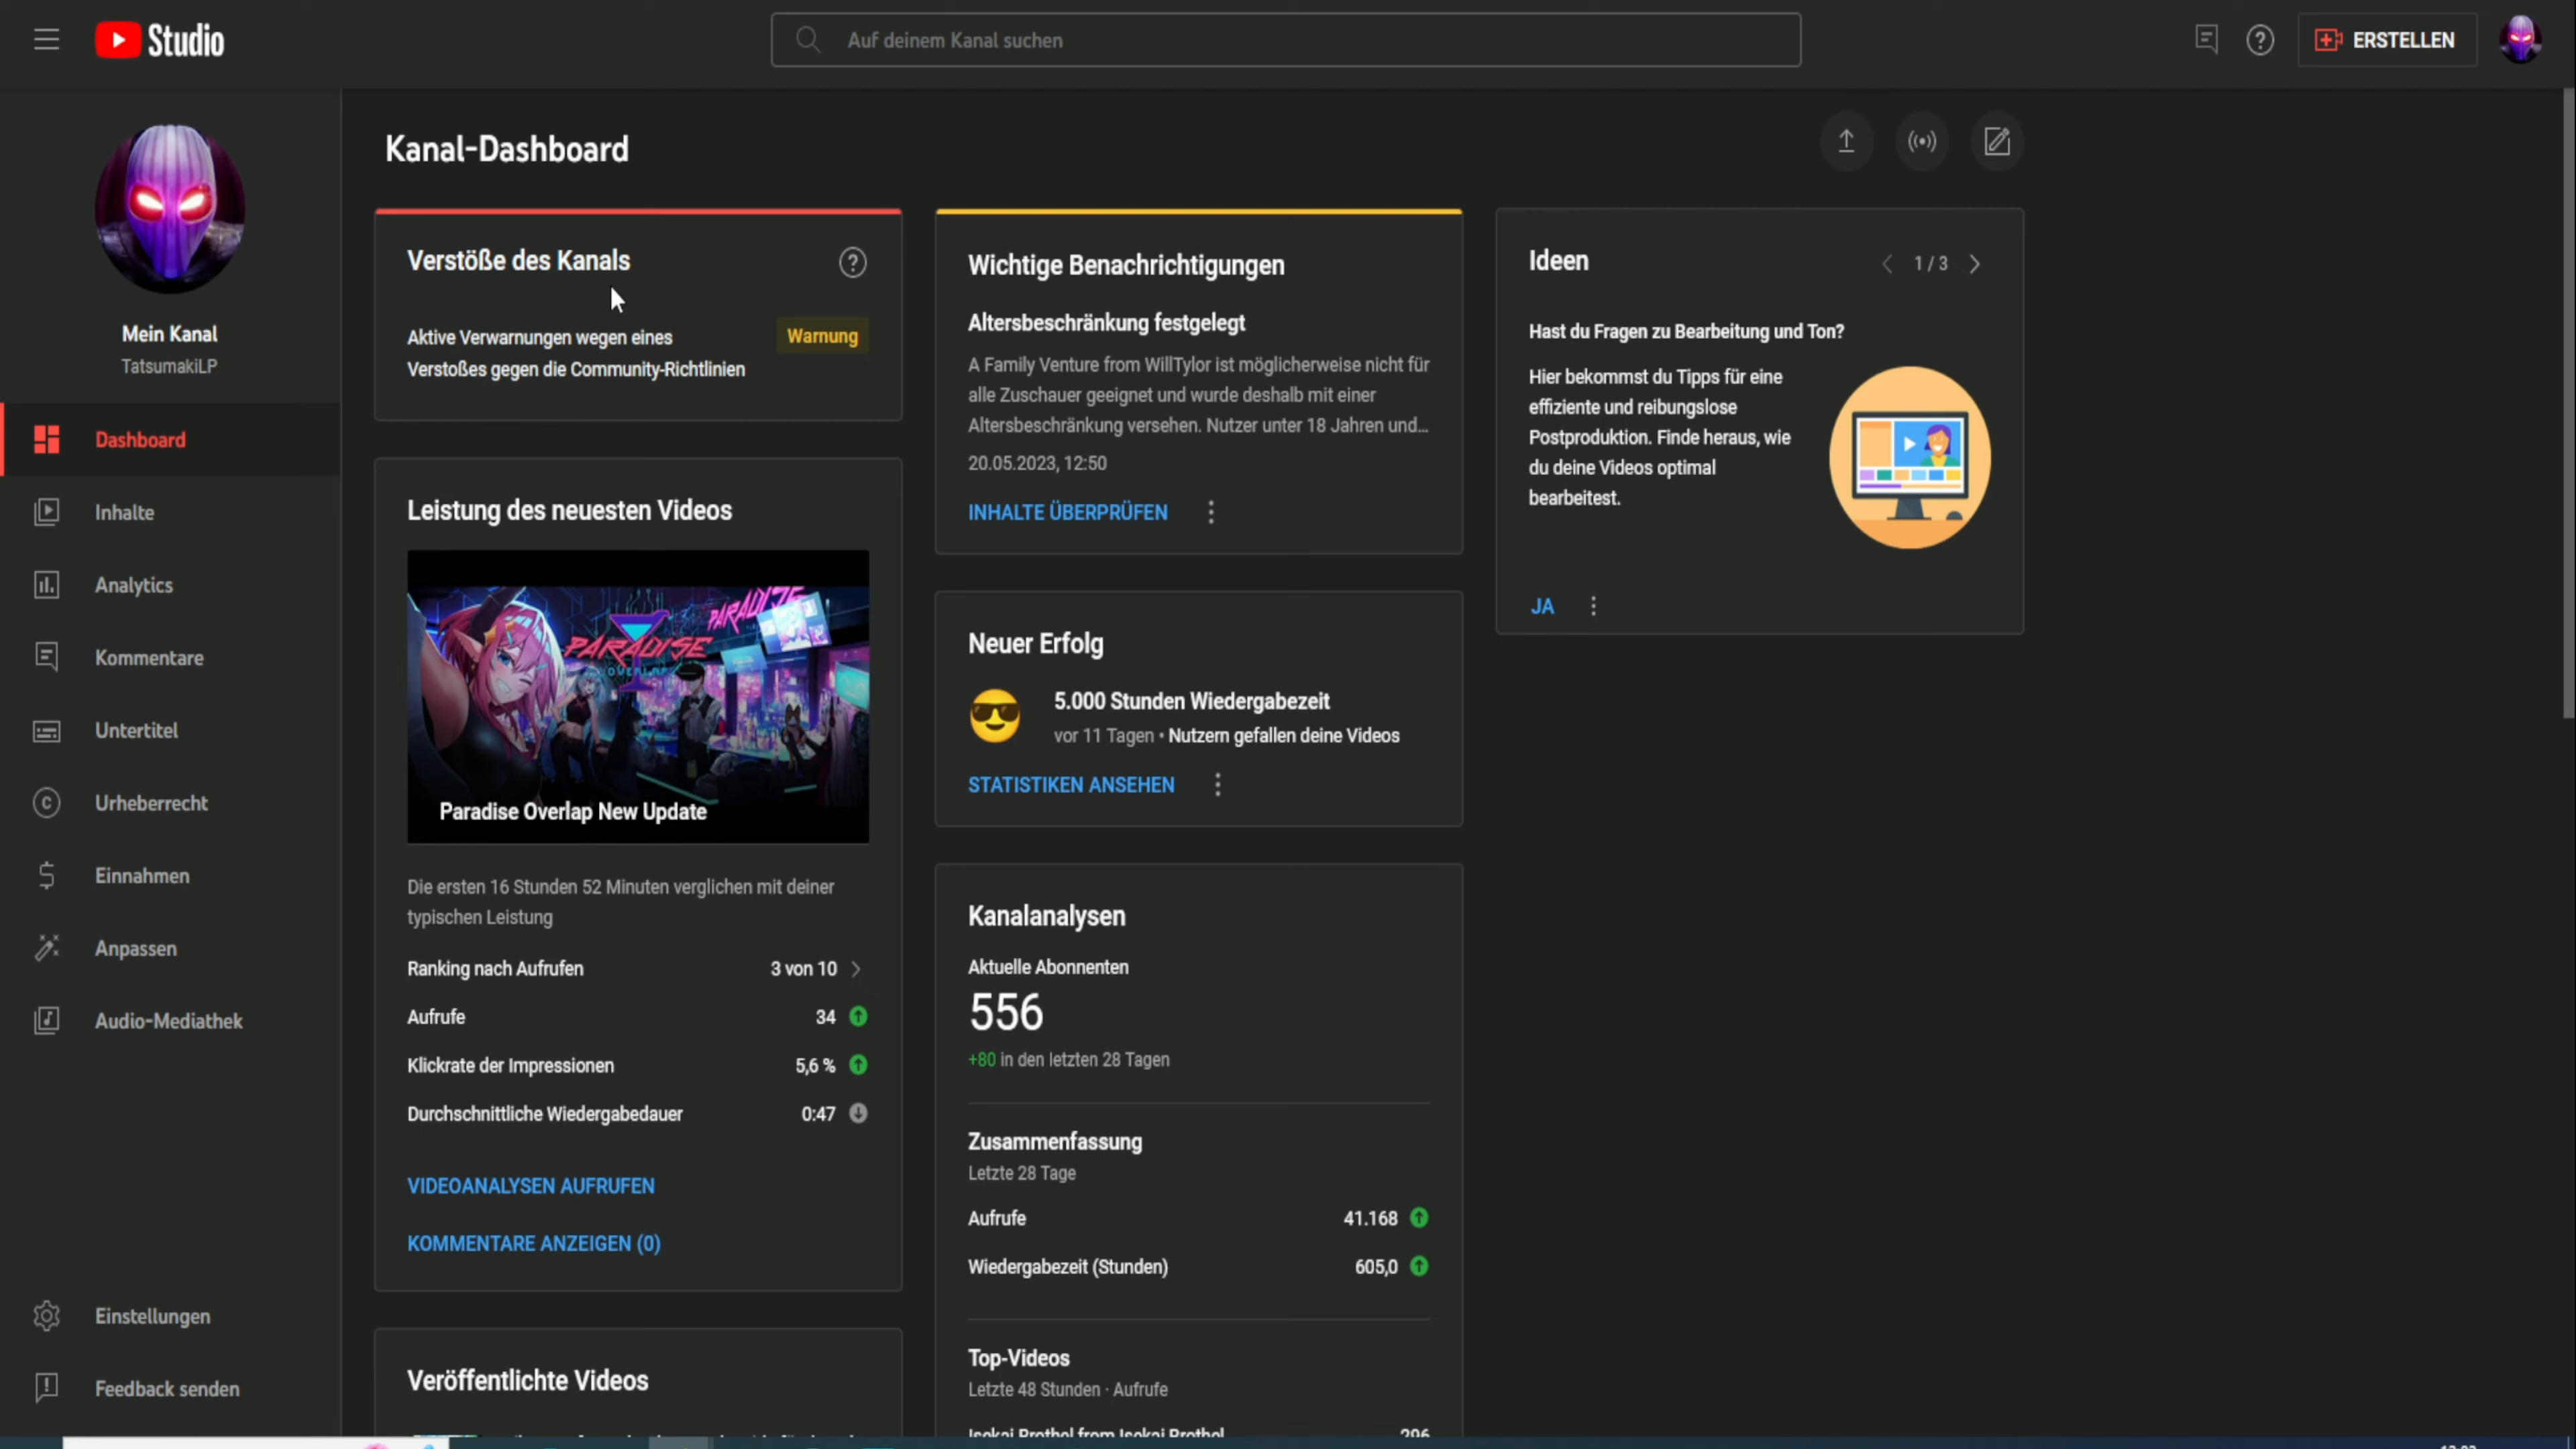 Studio
Auf deinem Kanal suchen
ERSTELLEN
Mein Kanal
TatsumakiLP
Dashboard
Inhalte
Analytics
Kommentare
Untertitel
Urheberrecht
Einnahmen
Anpassen
Audio-Mediathek
Einstellungen
Feedback senden
Kanal-Dashboard
Verstöße des Kanals
Aktive Verwarnungen wegen eines
Verstoßes gegen die Community-Richtlinien
Warnung
Leistung des neuesten Videos
PARADISE
PARADISE
OVERLAP
Paradise Overlap New Update
Die ersten 16 Stunden 52 Minuten verglichen mit deiner
typischen Leistung
Ranking nach Aufrufen 3 von 10
Aufrufe 34
Klickrate der Impressionen 5,6 %
Durchschnittliche Wiedergabedauer 0:47
VIDEOANALYSEN AUFRUFEN
KOMMENTARE ANZEIGEN (0)
Veröffentlichte Videos
Wichtige Benachrichtigungen
Altersbeschränkung festgelegt
A Family Venture from WillTylor ist möglicherweise nicht für
alle Zuschauer geeignet und wurde deshalb mit einer
Altersbeschränkung versehen. Nutzer unter 18 Jahren und...
20.05.2023, 12:50
INHALTE ÜBERPRÜFEN
Neuer Erfolg
5.000 Stunden Wiedergabezeit
vor 11 Tagen • Nutzern gefallen deine Videos
STATISTIKEN ANSEHEN
Kanalanalysen
Aktuelle Abonnenten
556
+80 in den letzten 28 Tagen
Zusammenfassung
Letzte 28 Tage
Aufrufe 41.168
Wiedergabezeit (Stunden) 605,0
Top-Videos
Letzte 48 Stunden · Aufrufe
Isekai Brothel from Isekai Brothel 296
Ideen
1 / 3
Hast du Fragen zu Bearbeitung und Ton?
Hier bekommst du Tipps für eine
effiziente und reibungslose
Postproduktion. Finde heraus, wie
du deine Videos optimal
bearbeitest.
JA